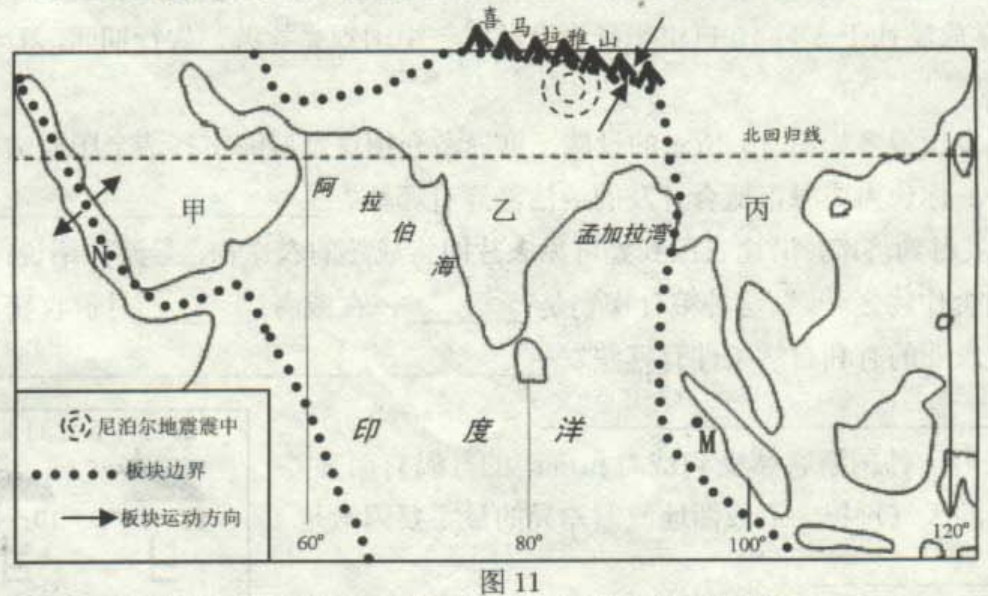 喜马拉雅山
北回归线
甲
阿拉伯海
乙
孟加拉湾
丙
N
尼泊尔地震震中
板块边界
板块运动方向
印度洋
M
60°
80°
100°
120°
图 11